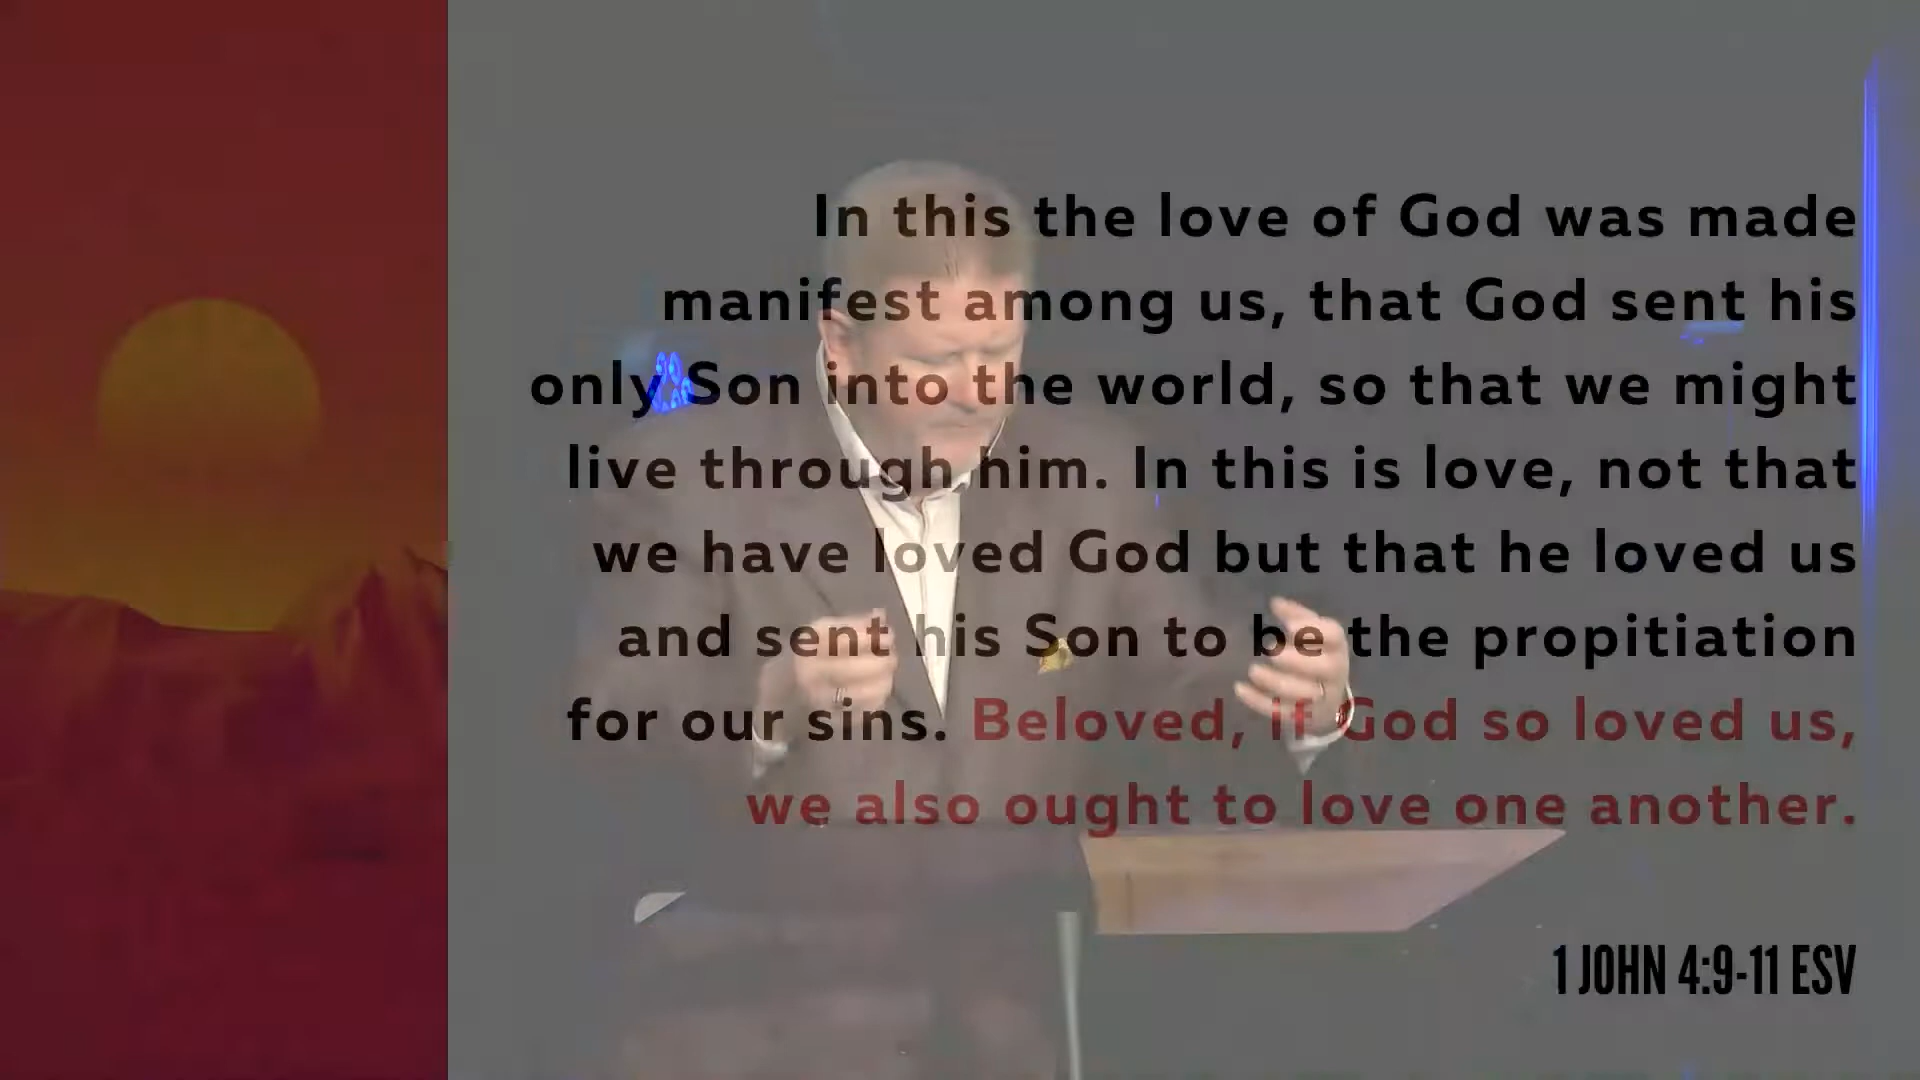 In this the love of God was made
manifest among us, that God sent his
only Son into the world, so that we might
live through him. In this is love, not that
we have loved God but that he loved us
and sent his Son to be the propitiation
for our sins. Beloved, if God so loved us,
we also ought to love one another.
1 JOHN 4:9-11 ESV